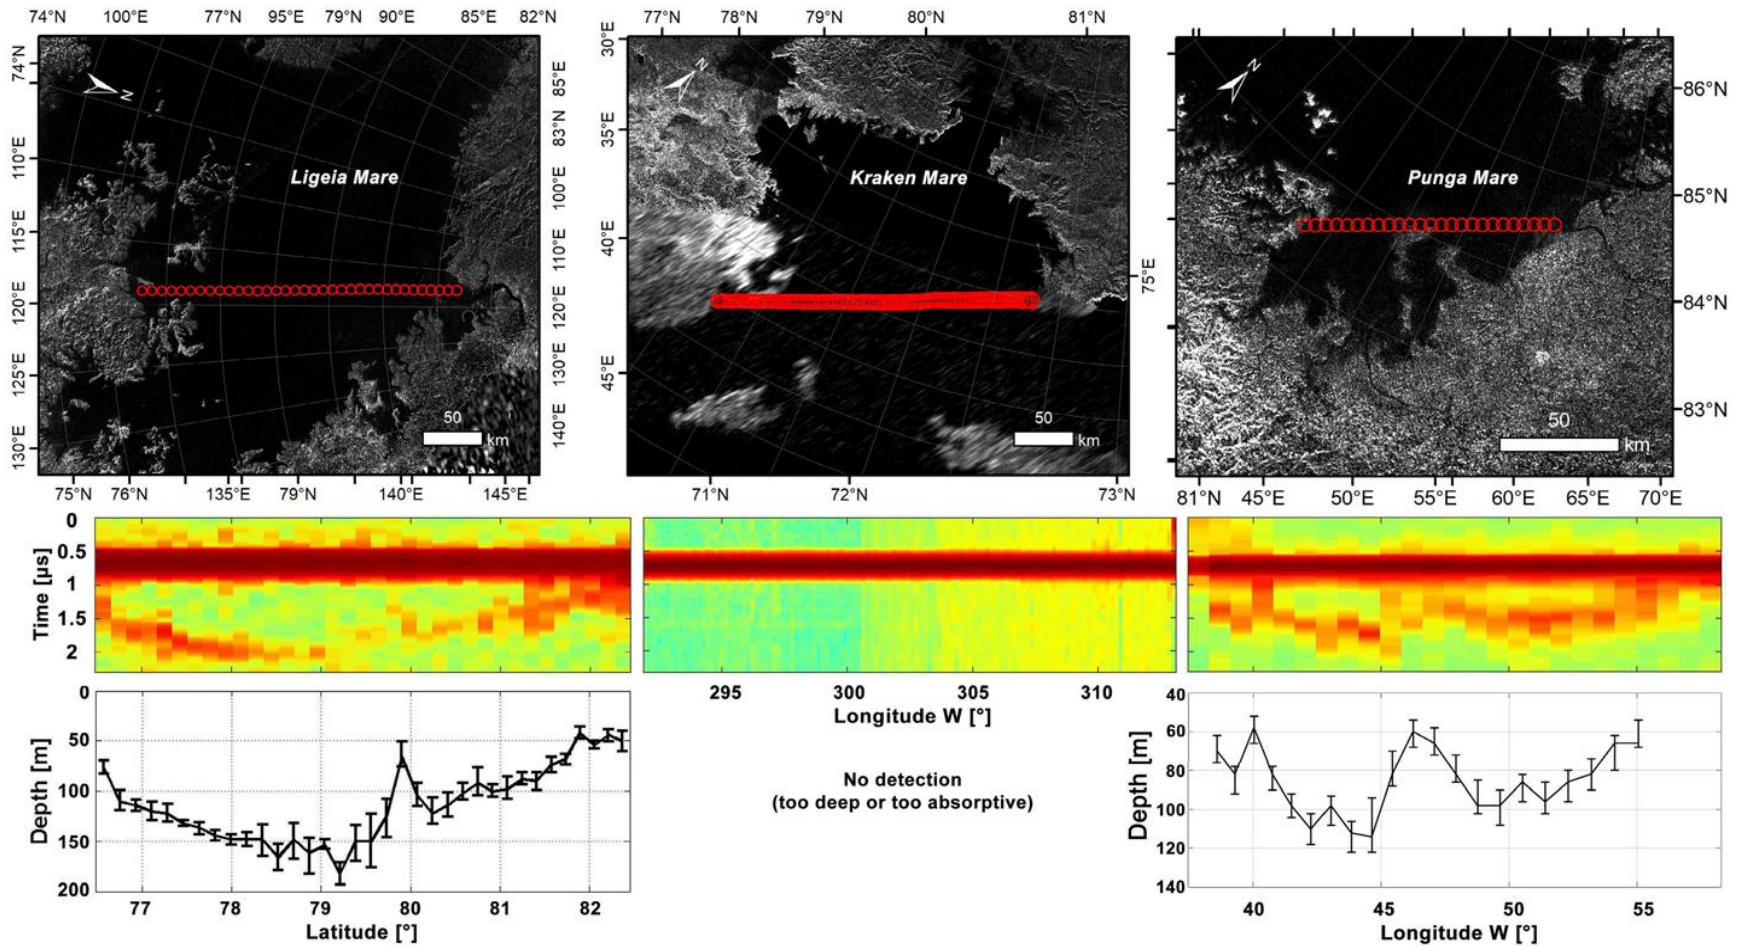 74°N 100°E 77°N 95°E 79°N 90°E 85°E 82°N
74°N
110°E
115°E
120°E
125°E
130°E
85°E
83°N
100°E
110°E
120°E
130°E
140°E
N
Ligeia Mare
50
km
75°N 76°N 135°E 79°N 140°E 145°E
77°N 78°N 79°N 80°N 81°N
30°E
35°E
40°E
45°E
75°E
N
Kraken Mare
50
km
71°N 72°N 73°N
N
Punga Mare
86°N
85°N
84°N
83°N
50
km
81°N 45°E 50°E 55°E 60°E 65°E 70°E
Time [µs]
0
0.5
1
1.5
2
295 300 305 310
Longitude W [°]
No detection
(too deep or too absorptive)
Depth [m]
0
50
100
150
200
77 78 79 80 81 82
Latitude [°]
Depth [m]
40
60
80
100
120
140
40 45 50 55
Longitude W [°]